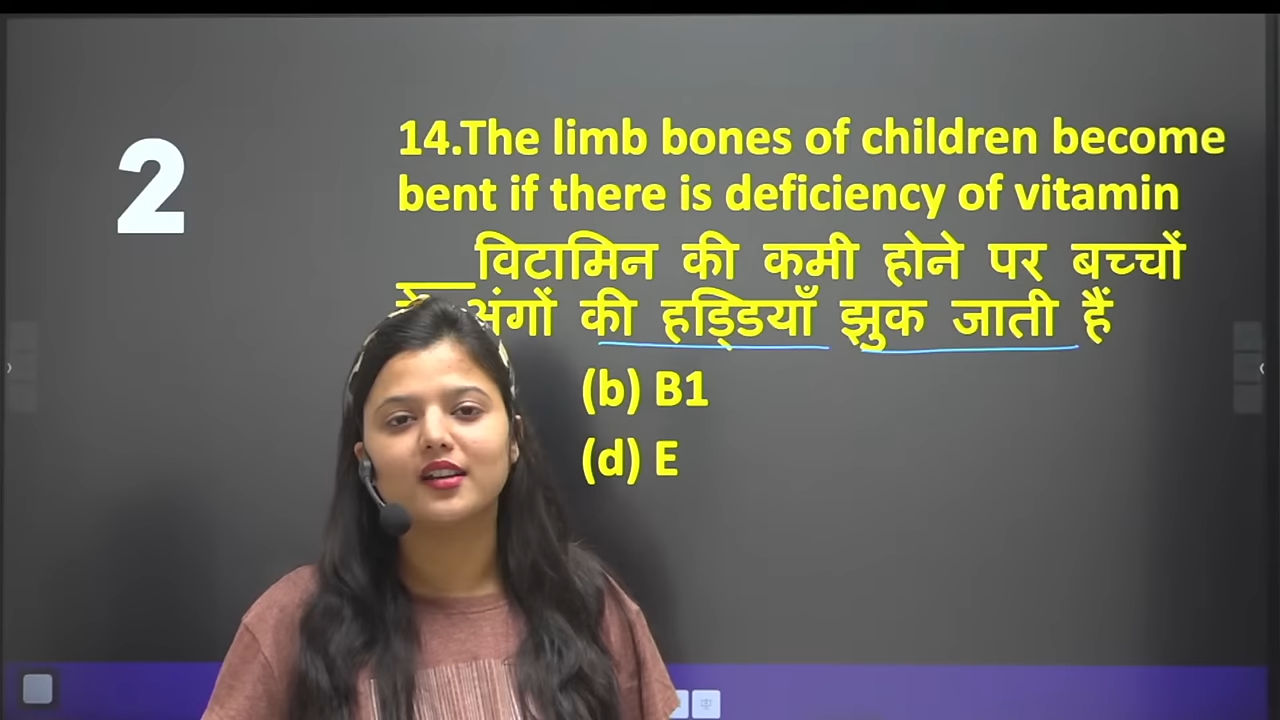 2
14.The limb bones of children become
bent if there is deficiency of vitamin
____विटामिन की कमी होने पर बच्चों
अंगों की हड्डियाँ झुक जाती हैं
(b) B1
(d) E